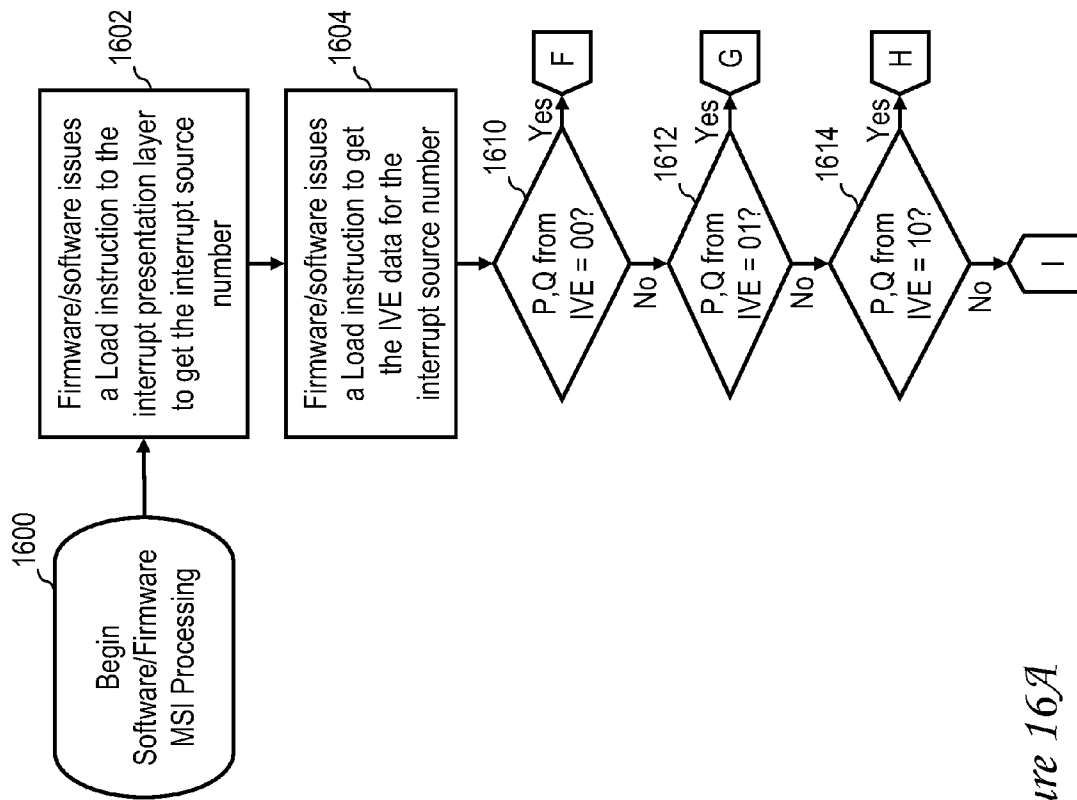 1600
Begin
Software/Firmware
MSI Processing
1602
Firmware/software issues
a Load instruction to the
interrupt presentation layer
to get the interrupt source
number
1604
Firmware/software issues
a Load instruction to get
the IVE data for the
interrupt source number
1610
P,Q from
IVE = 00?
Yes
F
No
1612
P,Q from
IVE = 01?
Yes
G
No
1614
P,Q from
IVE = 10?
Yes
H
No
I
ure 16A